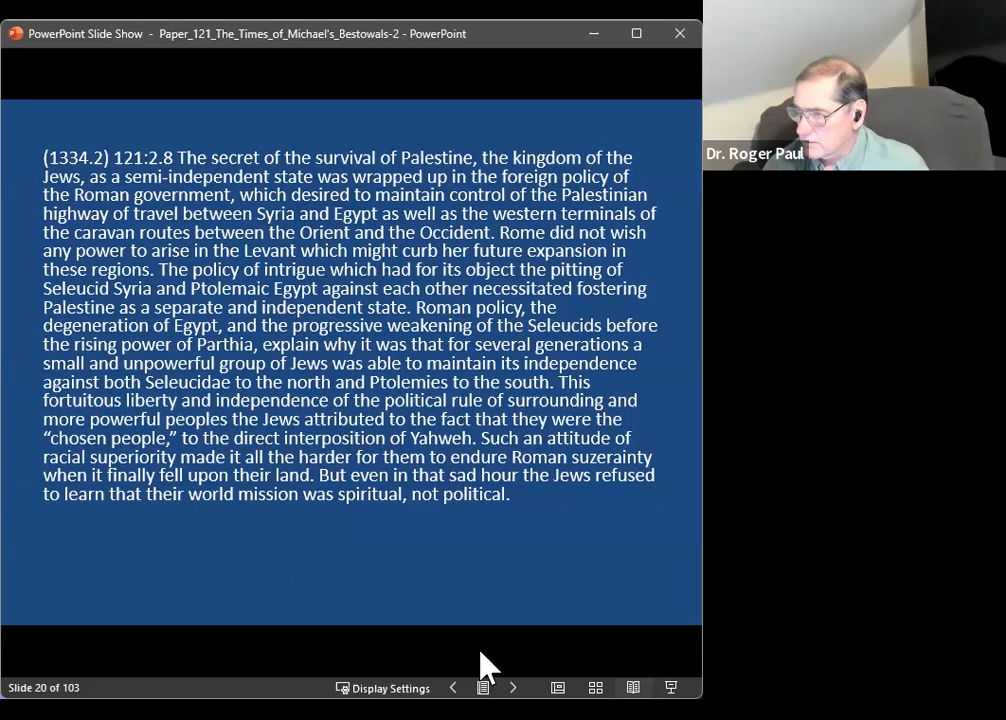 PowerPoint Slide Show - Paper_121_The_Times_of_Michael's_Bestowals-2 - PowerPoint
Dr. Roger Paul
(1334.2) 121:2.8 The secret of the survival of Palestine, the kingdom of the
Jews, as a semi-independent state was wrapped up in the foreign policy of
the Roman government, which desired to maintain control of the Palestinian
highway of travel between Syria and Egypt as well as the western terminals of
the caravan routes between the Orient and the Occident. Rome did not wish
any power to arise in the Levant which might curb her future expansion in
these regions. The policy of intrigue which had for its object the pitting of
Seleucid Syria and Ptolemaic Egypt against each other necessitated fostering
Palestine as a separate and independent state. Roman policy, the
degeneration of Egypt, and the progressive weakening of the Seleucids before
the rising power of Parthia, explain why it was that for several generations a
small and unpowerful group of Jews was able to maintain its independence
against both Seleucidae to the north and Ptolemies to the south. This
fortuitous liberty and independence of the political rule of surrounding and
more powerful peoples the Jews attributed to the fact that they were the
“chosen people,” to the direct interposition of Yahweh. Such an attitude of
racial superiority made it all the harder for them to endure Roman suzerainty
when it finally fell upon their land. But even in that sad hour the Jews refused
to learn that their world mission was spiritual, not political.
Slide 20 of 103
Display Settings